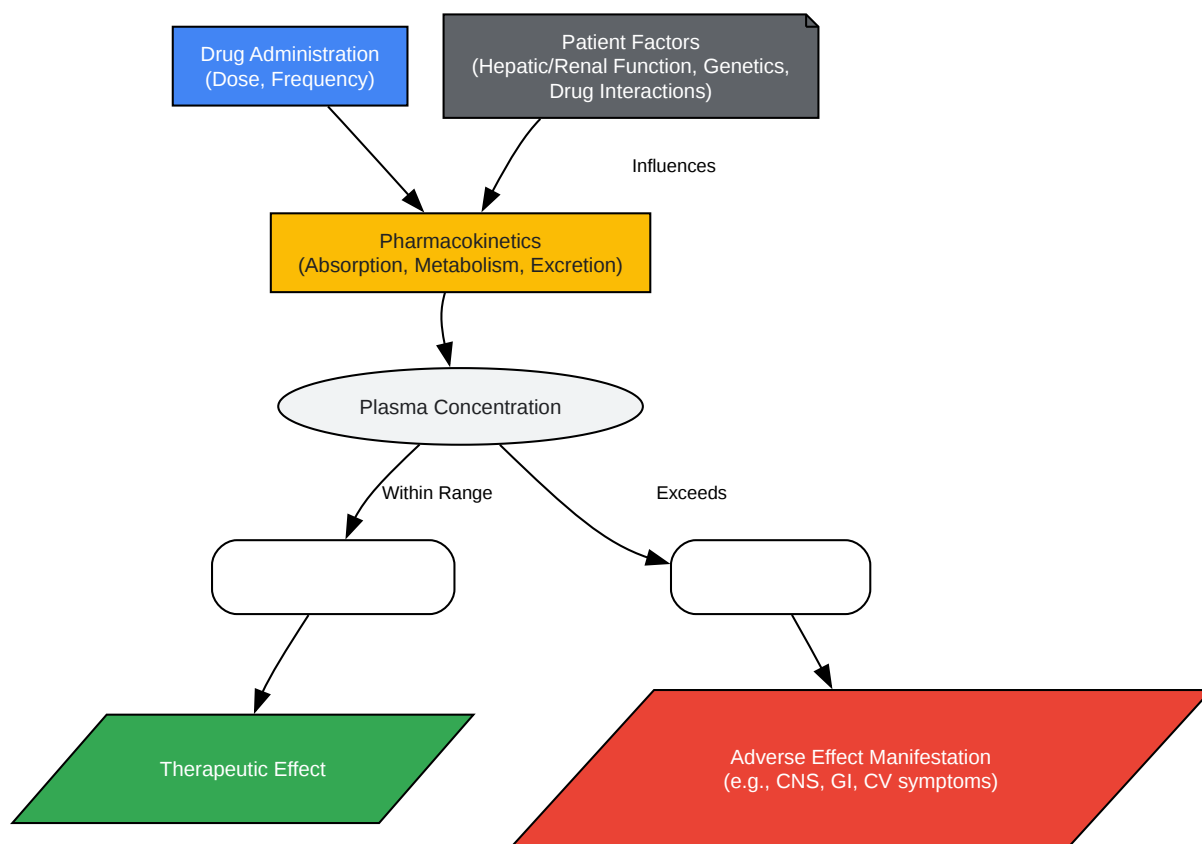 Drug Administration
(Dose, Frequency)
Patient Factors
(Hepatic/Renal Function, Genetics,
Drug Interactions)
Influences
Pharmacokinetics
(Absorption, Metabolism, Excretion)
Plasma Concentration
Within Range
Exceeds
Therapeutic Effect
Adverse Effect Manifestation
(e.g., CNS, GI, CV symptoms)